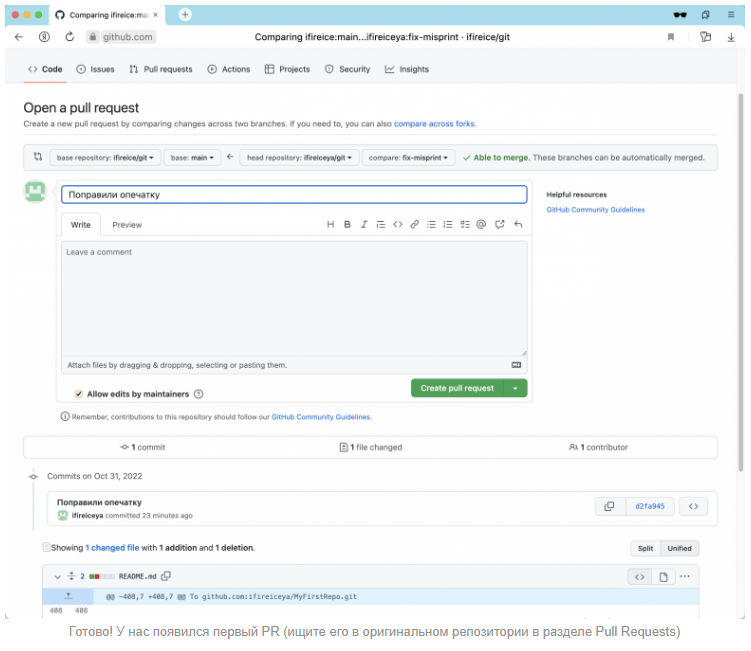 Comparing ifireice:mai
github.com
Comparing ifireice:main...ifireiceya:fix-misprint · ifireice/git
Code Issues Pull requests Actions Projects Security Insights
Open a pull request
Create a new pull request by comparing changes across two branches. If you need to, you can also compare across forks.
base repository: ifireice/git base: main head repository: ifireiceya/git compare: fix-misprint Able to merge. These branches can be automatically merged.
Поправили опечатку
Helpful resources
GitHub Community Guidelines
Write Preview
Leave a comment
Attach files by dragging & dropping, selecting or pasting them.
Allow edits by maintainers
Create pull request
Remember, contributions to this repository should follow our GitHub Community Guidelines.
1 commit 1 file changed 1 contributor
Commits on Oct 31, 2022
Поправили опечатку
ifireiceya committed 23 minutes ago
d2fa945
Showing 1 changed file with 1 addition and 1 deletion.
Split Unified
2 README.md
@@ -408,7 +408,7 @@ To github.com:ifireiceya/MyFirstRepo.git
408 408
Готово! У нас появился первый PR (ищите его в оригинальном репозитории в разделе Pull Requests)